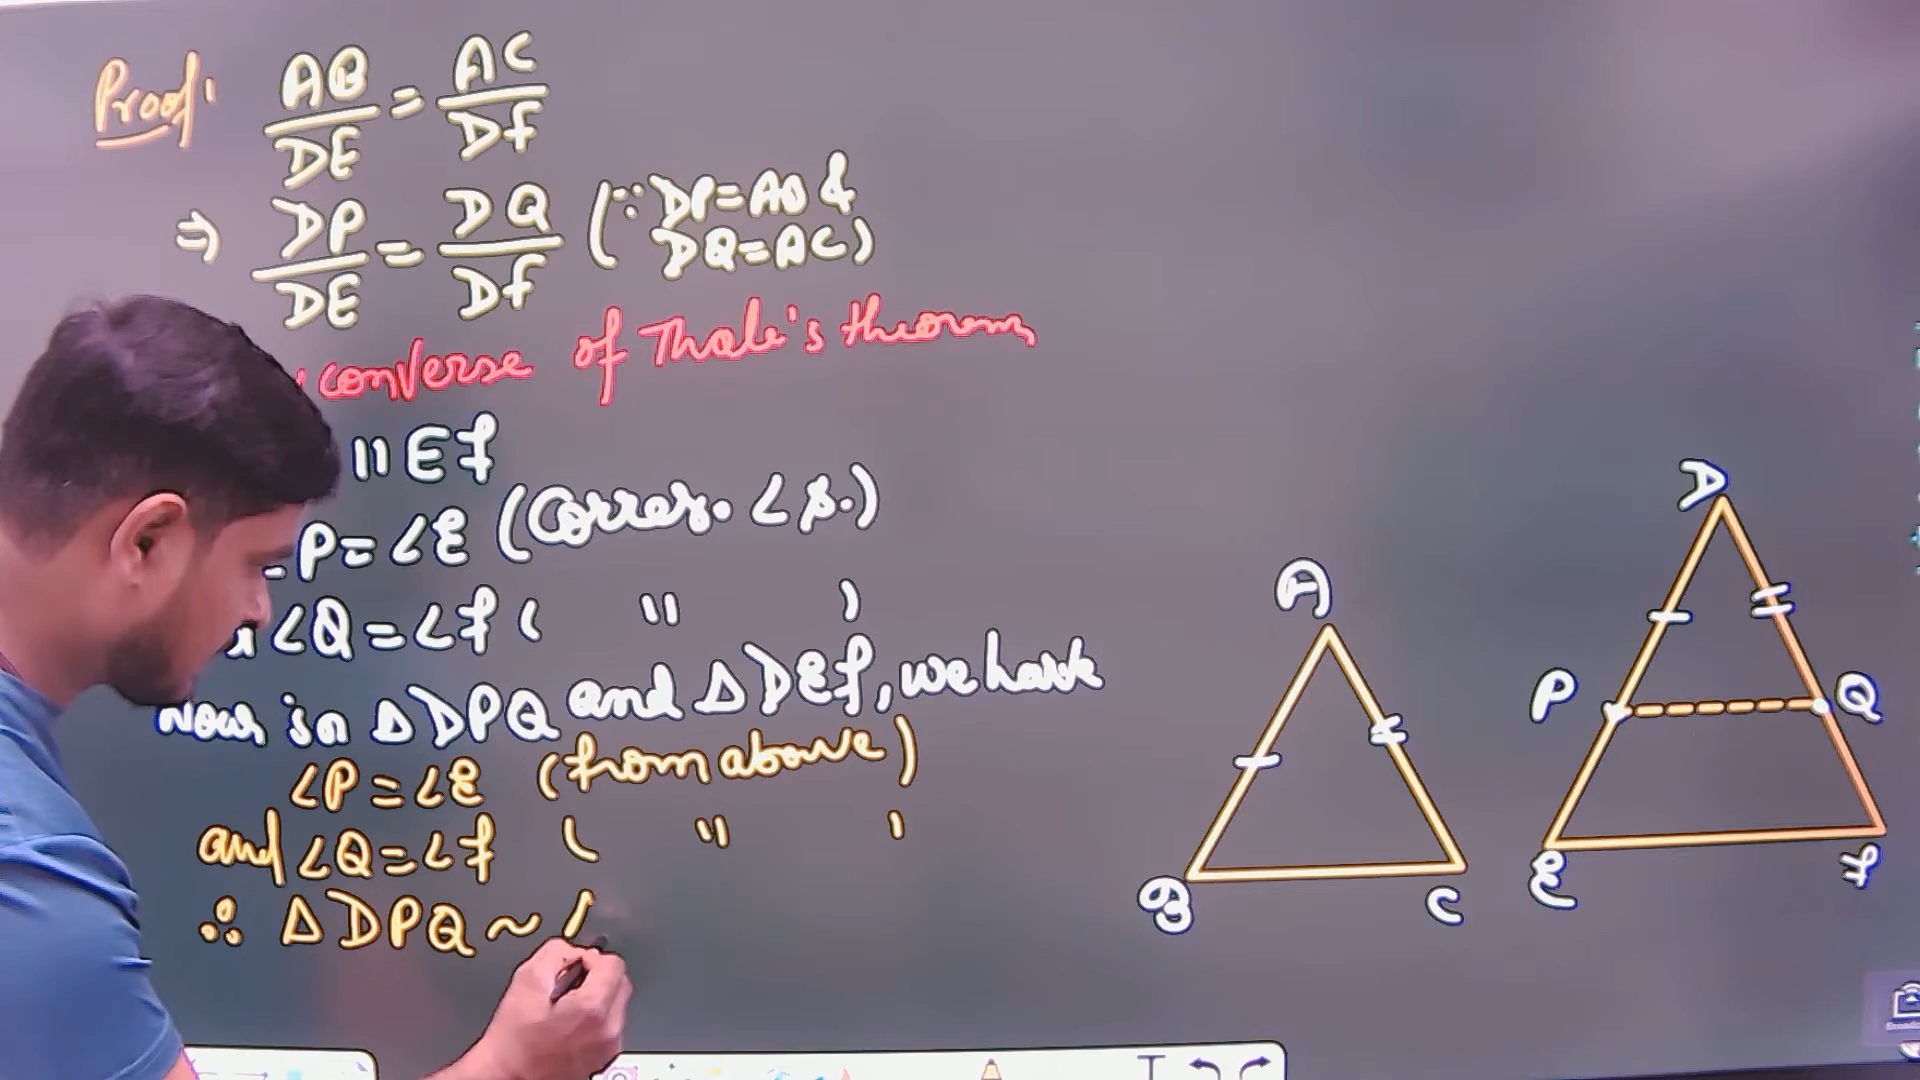 Proof: AB/DE = AC/Df
⇒ DP/DE = DQ/Df (∵ DP=AB &
DQ=AC)
converse of Thale's theorem,
|| Ef
P=∠E (Corres. ∠s.)
∠Q=∠f ( " )
Now in ΔDPQ and ΔDEf, we have
∠P=∠E (from above)
and ∠Q=∠f ( " )
∴ ΔDPQ ~
A
B
C
D
P
Q
E
f